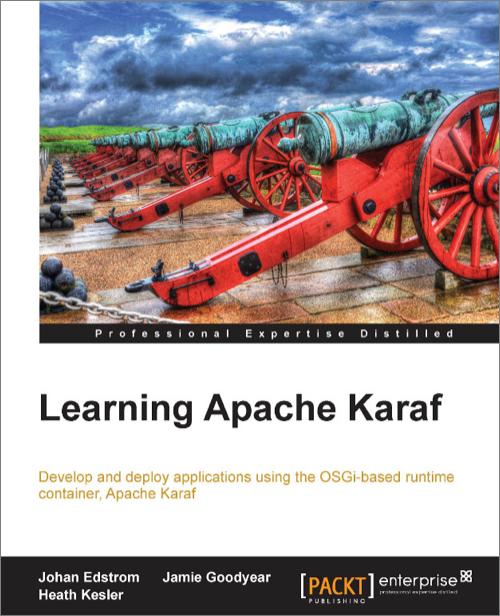 Professional Expertise Distilled
Learning Apache Karaf
Develop and deploy applications using the OSGi-based runtime
container, Apache Karaf
Johan Edstrom Jamie Goodyear
Heath Kesler
[PACKT] enterprise
PUBLISHING professional expertise distilled